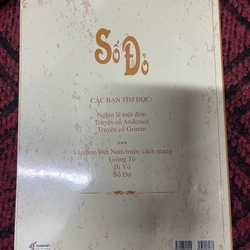 Số Đỏ
CÁC BẠN TÌM ĐỌC:
Nghìn lẻ một đêm
Truyện cổ Andersen
Truyện cổ Grimm
***
Văn học Việt Nam trước cách mạng
Giông Tố
Bỉ Vỏ
Số Đỏ